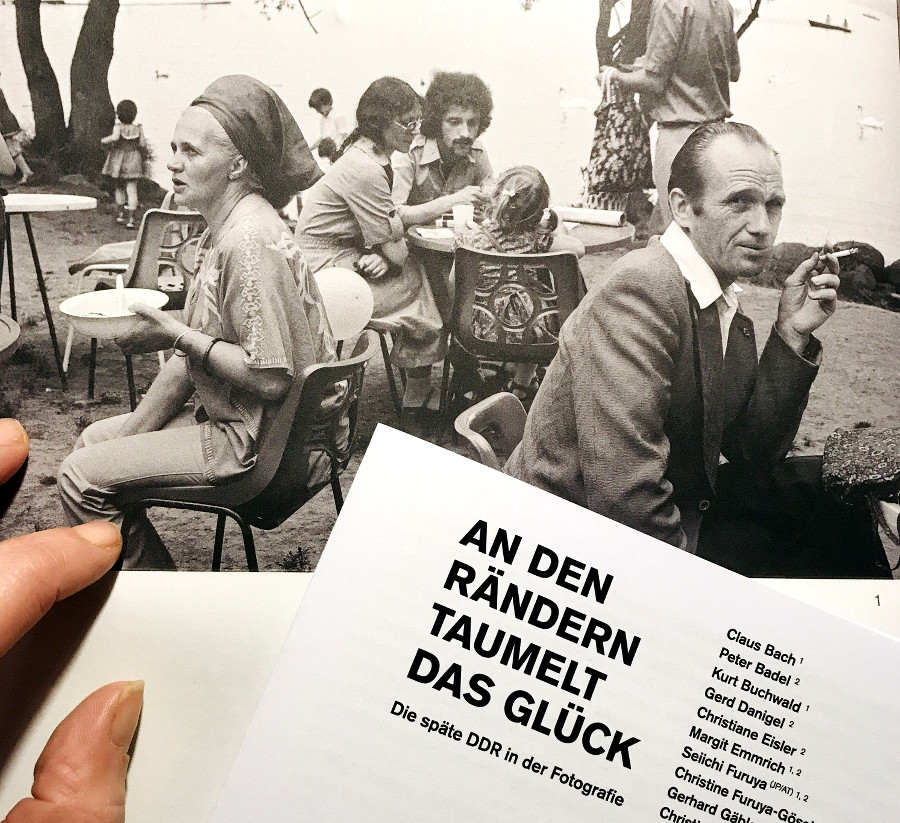 1
AN DEN
RÄNDERN
TAUMELT
DAS GLÜCK
Die späte DDR in der Fotografie
Claus Bach ¹
Peter Badel ²
Kurt Buchwald ¹
Gerd Danigel ²
Christiane Eisler ²
Margit Emmrich ¹, ²
Seiichi Furuya (JP/AT) ¹, ²
Christine
Gerhard